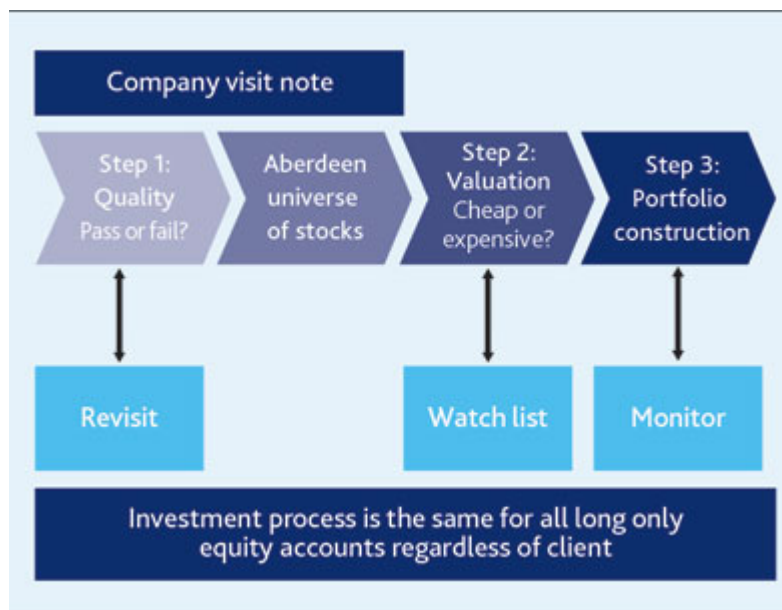 Company visit note
Step 1:
Quality
Pass or fail?
Aberdeen
universe
of stocks
Step 2:
Valuation
Cheap or
expensive?
Step 3:
Portfolio
construction
Revisit
Watch list
Monitor
Investment process is the same for all long only
equity accounts regardless of client